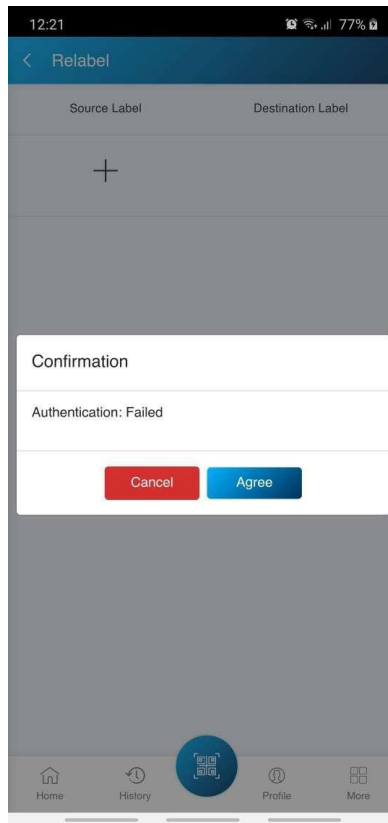 12:21
77%
Relabel
Source Label Destination Label
Confirmation
Authentication: Failed
Cancel Agree
Home History Profile More